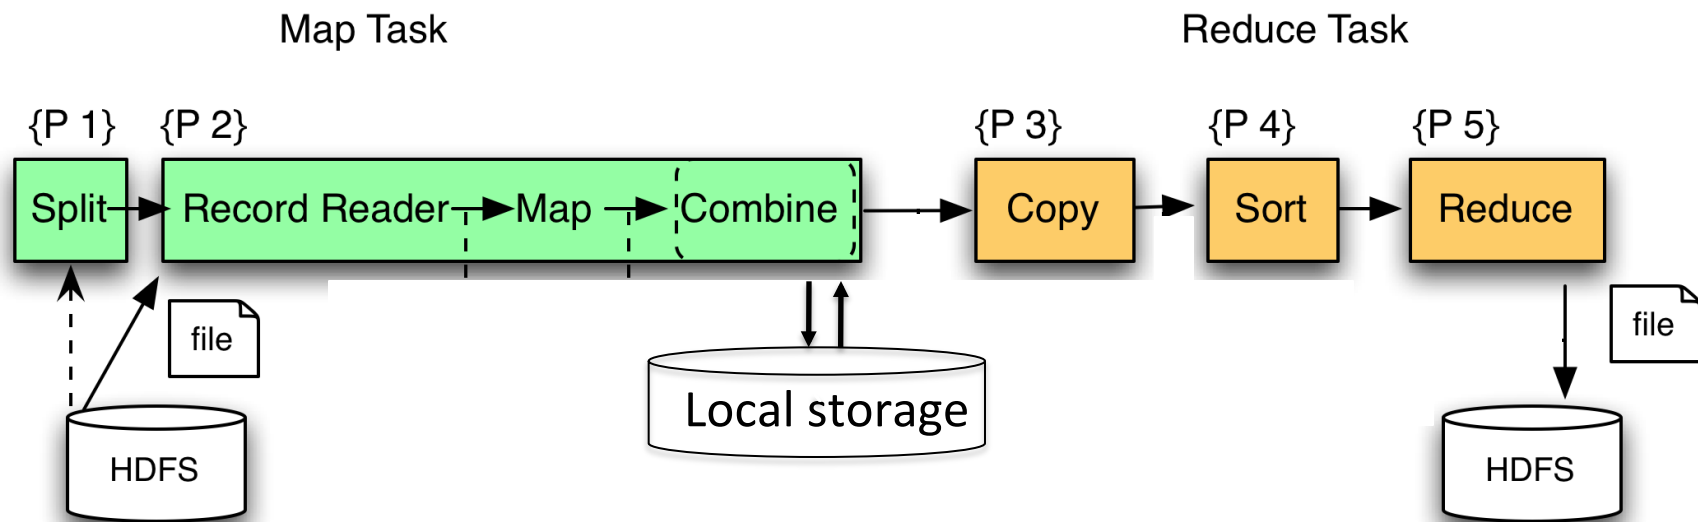 Map Task
Reduce Task
{P 1}
{P 2}
{P 3}
{P 4}
{P 5}
Split
Record Reader
Map
Combine
Copy
Sort
Reduce
file
file
Local storage
HDFS
HDFS